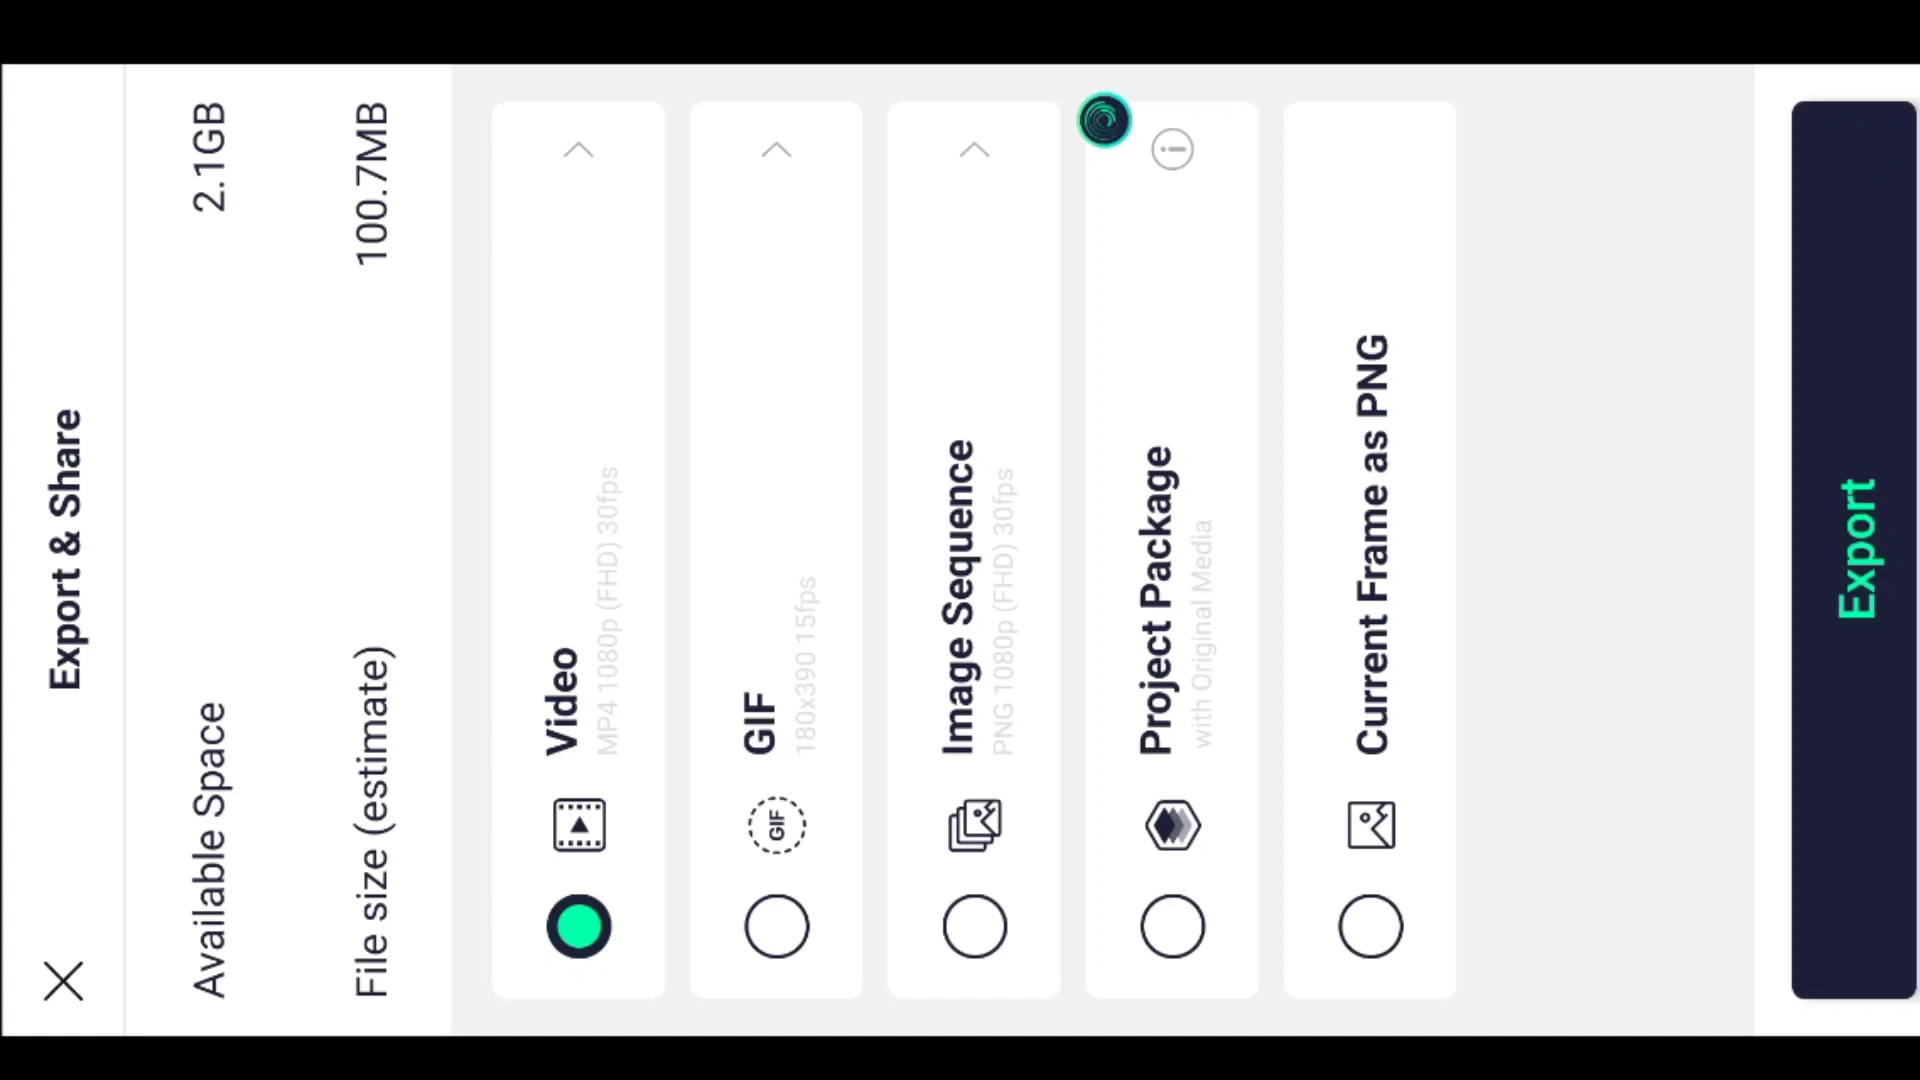 Export & Share
Available Space 2.1GB
File size (estimate) 100.7MB
Video
MP4 1080p (FHD) 30fps
GIF
GIF
180x390 15fps
Image Sequence
PNG 1080p (FHD) 30fps
Project Package
with Original Media
Current Frame as PNG
Export